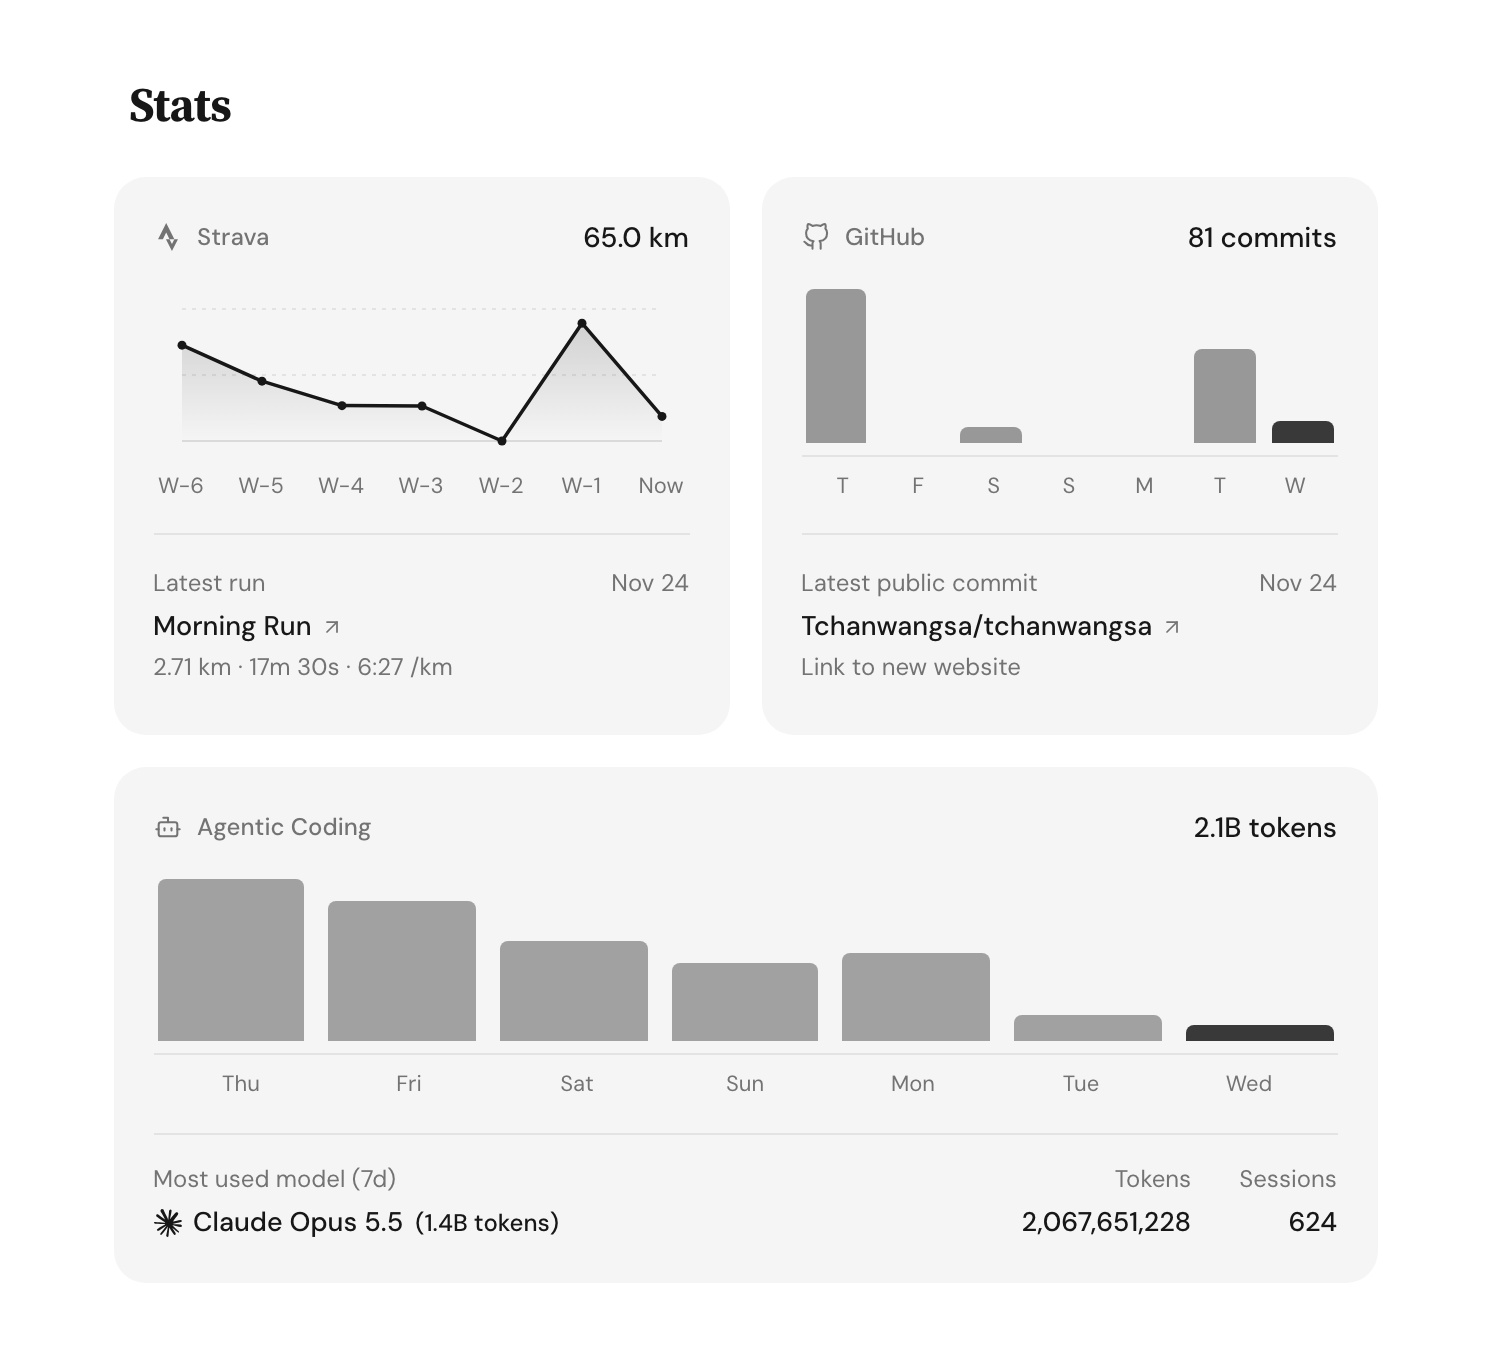 Stats
Strava
65.0 km
W-6 W-5 W-4 W-3 W-2 W-1 Now
Latest run
Nov 24
Morning Run ↗
2.71 km · 17m 30s · 6:27 /km
GitHub
81 commits
T F S S M T W
Latest public commit
Nov 24
Tchanwangsa/tchanwangsa ↗
Link to new website
Agentic Coding
2.1B tokens
Thu Fri Sat Sun Mon Tue Wed
Most used model (7d)
Claude Opus 5.5 (1.4B tokens)
Tokens Sessions
2,067,651,228 624